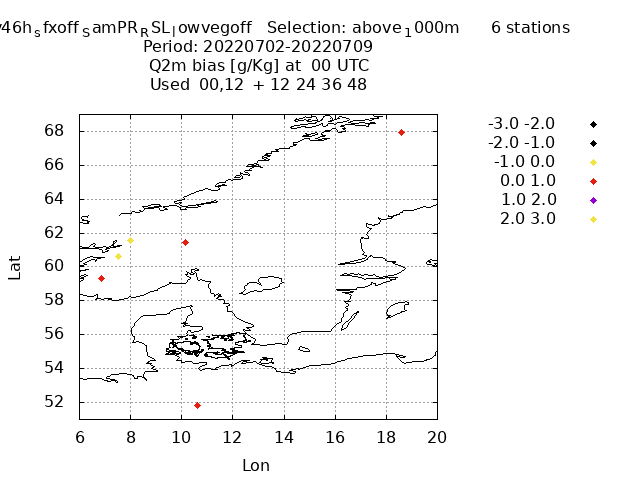 46h_sfxoff_SamPR_RSL_lowvegoff Selection: above_1000m 6 stations
Period: 20220702-20220709
Q2m bias [g/Kg] at 00 UTC
Used 00,12 + 12 24 36 48
68
66
64
62
60
58
56
54
52
6 8 10 12 14 16 18 20
Lat
Lon
-3.0 -2.0
-2.0 -1.0
-1.0 0.0
0.0 1.0
1.0 2.0
2.0 3.0